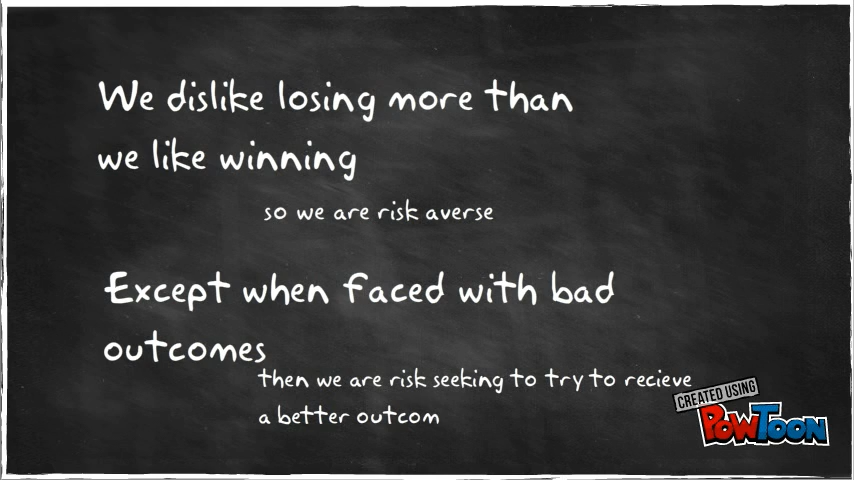 We dislike losing more than
we like winning
so we are risk averse
Except when faced with bad
outcomes
then we are risk seeking to try to recieve
a better outcom
CREATED USING
POWTOON